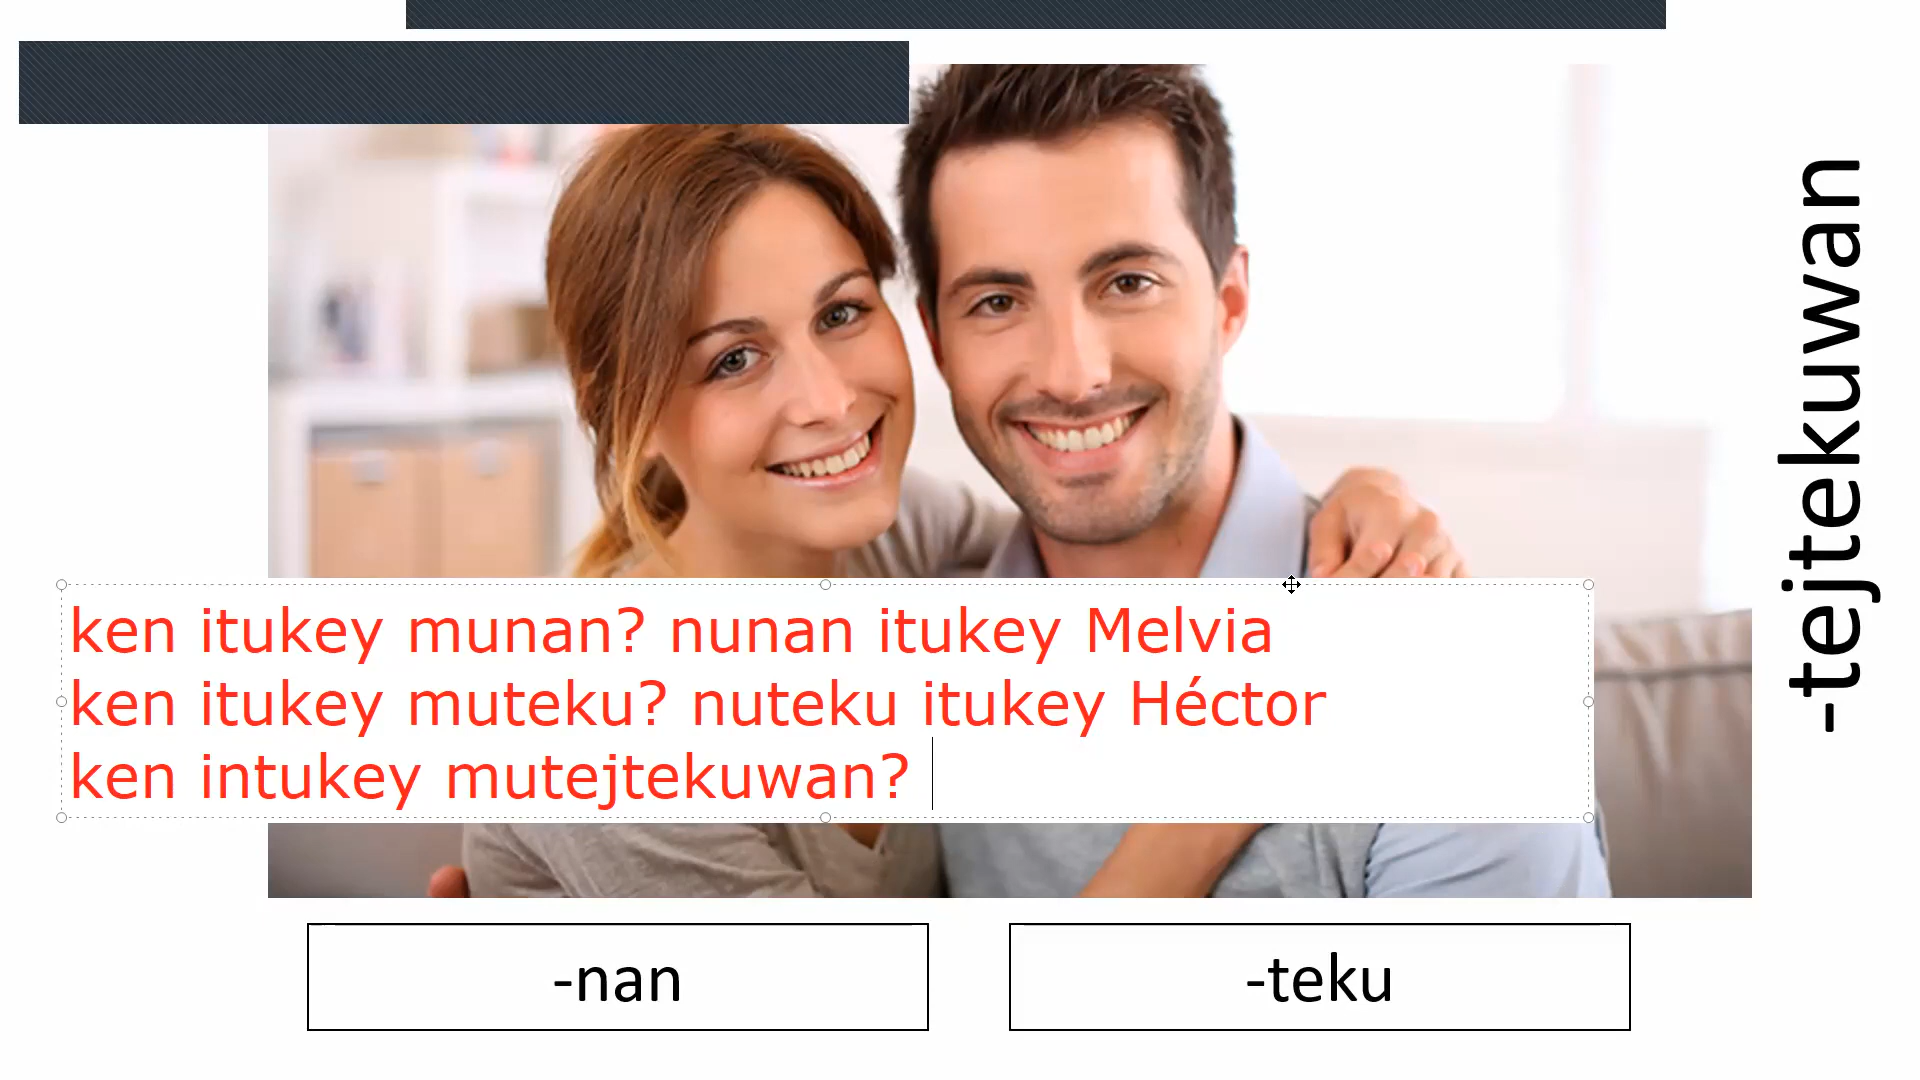 ken itukey munan? nunan itukey Melvia
ken itukey muteku? nuteku itukey Héctor
ken intukey mutejtekuwan?
-tejtekuwan
-nan
-teku